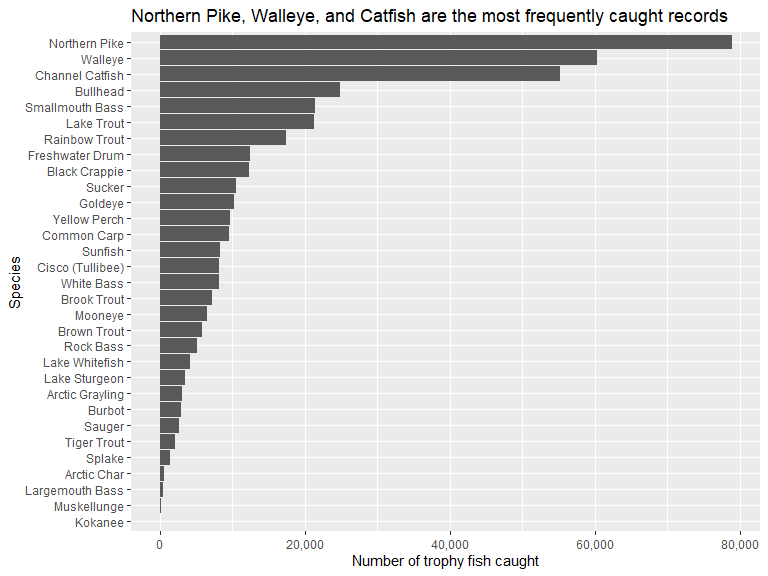 Northern Pike, Walleye, and Catfish are the most frequently caught records
Northern Pike
Walleye
Channel Catfish
Bullhead
Smallmouth Bass
Lake Trout
Rainbow Trout
Freshwater Drum
Black Crappie
Sucker
Goldeye
Yellow Perch
Common Carp
Sunfish
Cisco (Tullibee)
White Bass
Brook Trout
Mooneye
Brown Trout
Rock Bass
Lake Whitefish
Lake Sturgeon
Arctic Grayling
Burbot
Sauger
Tiger Trout
Splake
Arctic Char
Largemouth Bass
Muskellunge
Kokanee
Species
0 20,000 40,000 60,000 80,000
Number of trophy fish caught